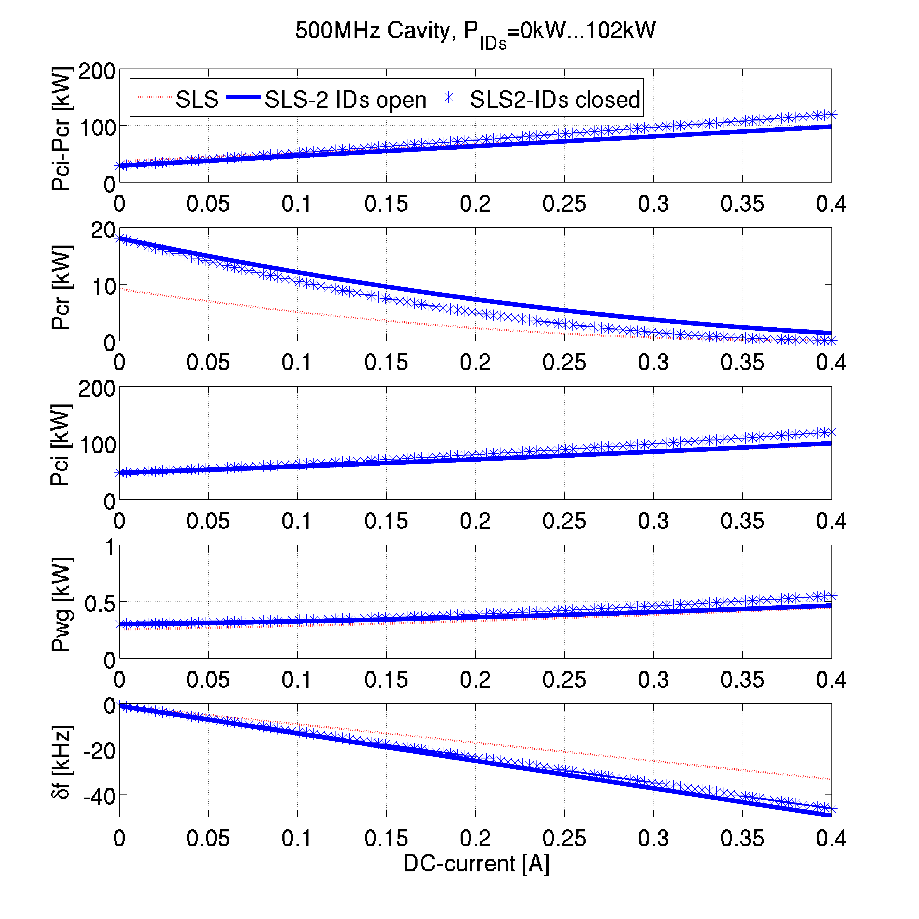 500MHz Cavity, P_IDs=0kW...102kW
Pci-Pcr [kW]
200
100
0
SLS SLS-2 IDs open SLS2-IDs closed
0 0.05 0.1 0.15 0.2 0.25 0.3 0.35 0.4
Pcr [kW]
20
10
0
0 0.05 0.1 0.15 0.2 0.25 0.3 0.35 0.4
Pci [kW]
200
100
0
0 0.05 0.1 0.15 0.2 0.25 0.3 0.35 0.4
Pwg [kW]
1
0.5
0
0 0.05 0.1 0.15 0.2 0.25 0.3 0.35 0.4
δf [kHz]
0
-20
-40
0 0.05 0.1 0.15 0.2 0.25 0.3 0.35 0.4
DC-current [A]